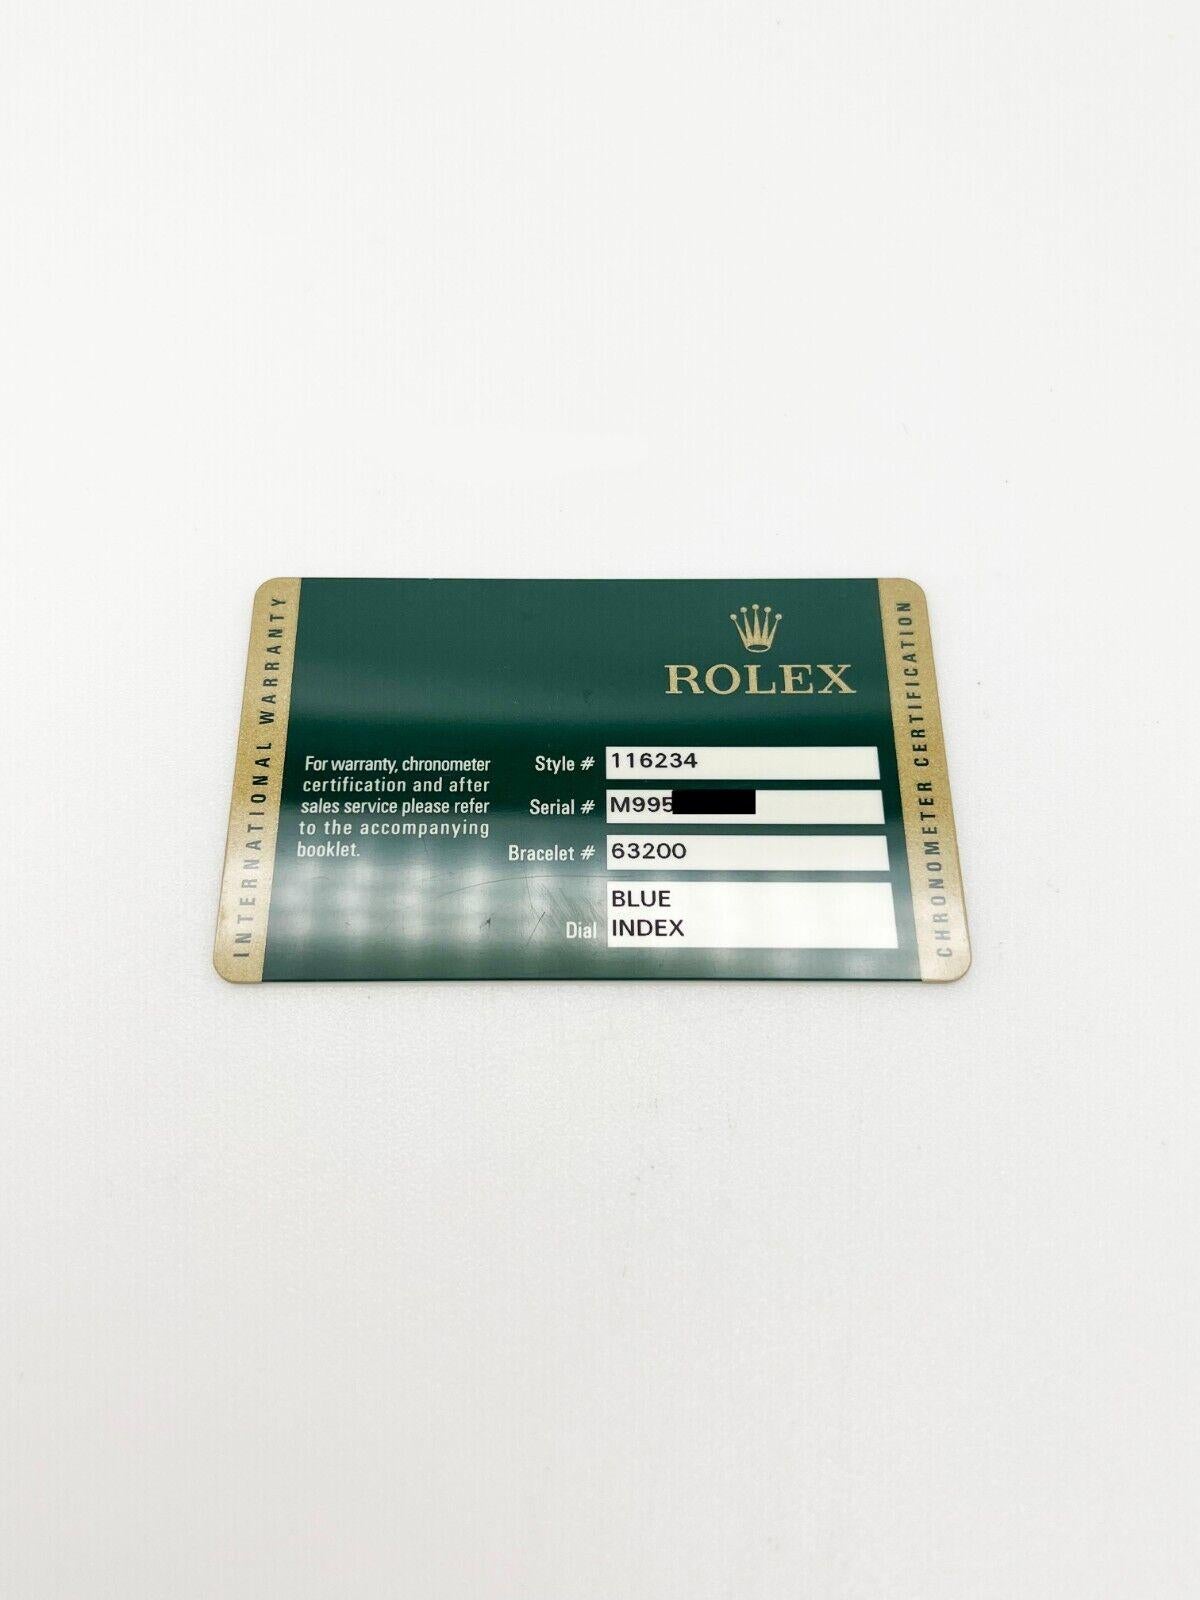 INTERNATIONAL WARRANTY
ROLEX
For warranty, chronometer
certification and after
sales service please refer
to the accompanying
booklet.
Style # 116234
Serial # M995
Bracelet # 63200
Dial BLUE
INDEX
CHRONOMETER CERTIFICATION